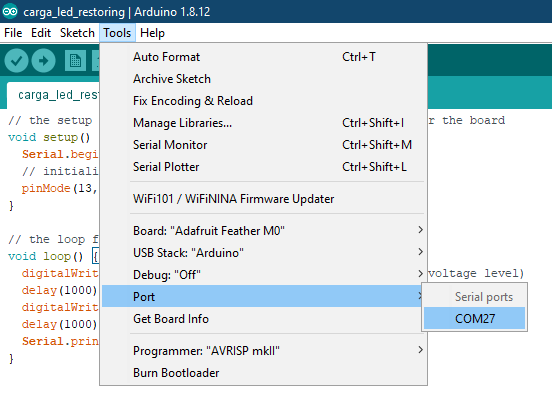 carga_led_restoring | Arduino 1.8.12
File Edit Sketch Tools Help
carga_led_rest
Auto Format Ctrl+T
Archive Sketch
Fix Encoding & Reload
Manage Libraries... Ctrl+Shift+I
Serial Monitor Ctrl+Shift+M
Serial Plotter Ctrl+Shift+L
WiFi101 / WiFiNINA Firmware Updater
Board: "Adafruit Feather M0"
USB Stack: "Arduino"
Debug: "Off"
Port
Get Board Info
Programmer: "AVRISP mkII"
Burn Bootloader
Serial ports
COM27
// the setup r the board
void setup()
Serial.beg
// initiali
pinMode(13,
}
// the loop f
void loop() {
digitalWrit voltage level)
delay(1000)
digitalWrit
delay(1000)
Serial.prin
}